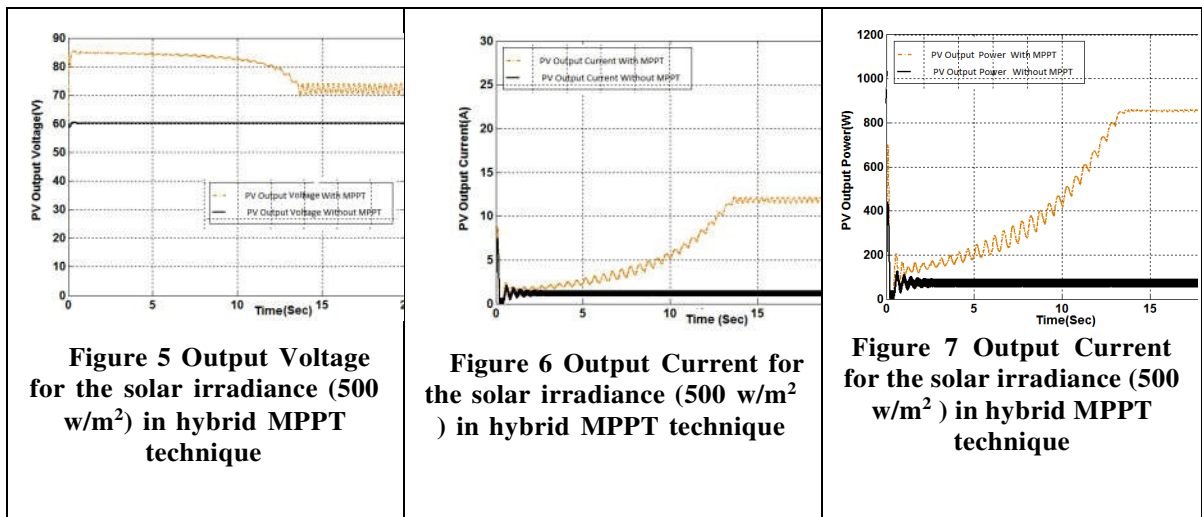 90
80
70
60
50
40
30
20
10
0
PV Output Voltage(V)
PV Output Voltage With MPPT
PV Output Voltage Without MPPT
0
5
10
15
2
Time(Sec)
Figure 5 Output Voltage
for the solar irradiance (500
w/m²) in hybrid MPPT
technique
30
25
20
15
10
5
0
PV Output Current(A)
PV Output Current With MPPT
PV Output Current Without MPPT
0
5
10
15
Time(Sec)
Figure 6 Output Current for
the solar irradiance (500 w/m²
) in hybrid MPPT technique
1200
1000
800
600
400
200
0
PV Output Power(W)
PV Output Power With MPPT
PV Output Power Without MPPT
0
5
10
15
Time(Sec)
Figure 7 Output Current
for the solar irradiance (500
w/m² ) in hybrid MPPT
technique